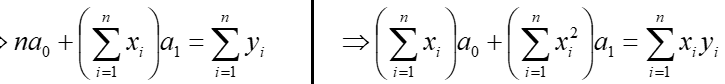 ⇒ na₀ + (∑ᵢ₌₁ⁿ xᵢ) a₁ = ∑ᵢ₌₁ⁿ yᵢ
⇒ (∑ᵢ₌₁ⁿ xᵢ) a₀ + (∑ᵢ₌₁ⁿ xᵢ²) a₁ = ∑ᵢ₌₁ⁿ xᵢyᵢ